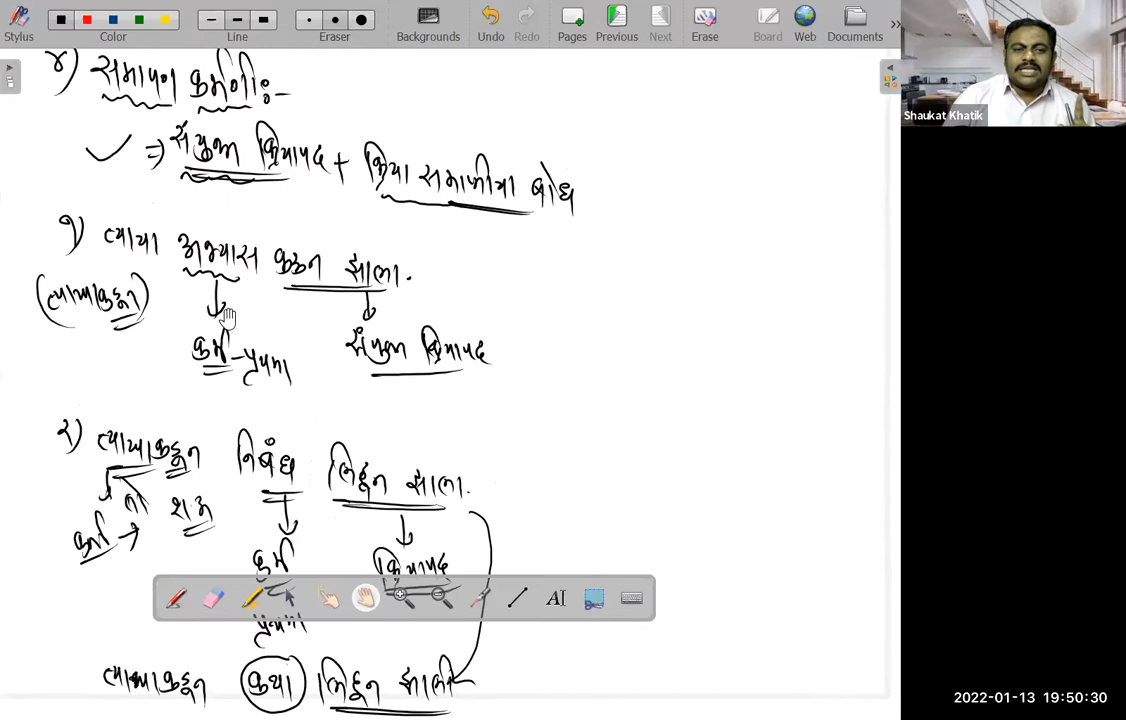 Stylus Color Line Eraser Backgrounds Undo Redo Pages Previous Next Erase Board Web Documents
Shaukat Khatik
४) समापन कर्मणी :-
⇒ संयुक्त क्रियापद + क्रिया समाप्तीचा बोध
१) त्याचा अभ्यास करून झाला.
(त्याच्याकडून)
कर्म - प्रथमा
संयुक्त क्रियापद
२) त्याच्याकडून निबंध लिहून झाला.
तो
कर्ता →
कर्म
क्रियापद
प्रथमा
त्याच्याकडून कथा लिहून झाली
2022-01-13 19:50:30